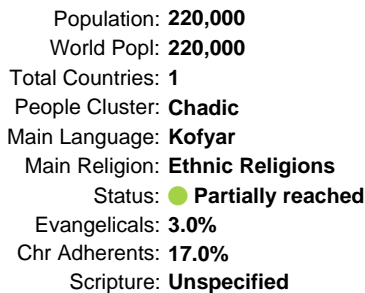 Population: 220,000
World Popl: 220,000
Total Countries: 1
People Cluster: Chadic
Main Language: Kofyar
Main Religion: Ethnic Religions
Status: Partially reached
Evangelicals: 3.0%
Chr Adherents: 17.0%
Scripture: Unspecified